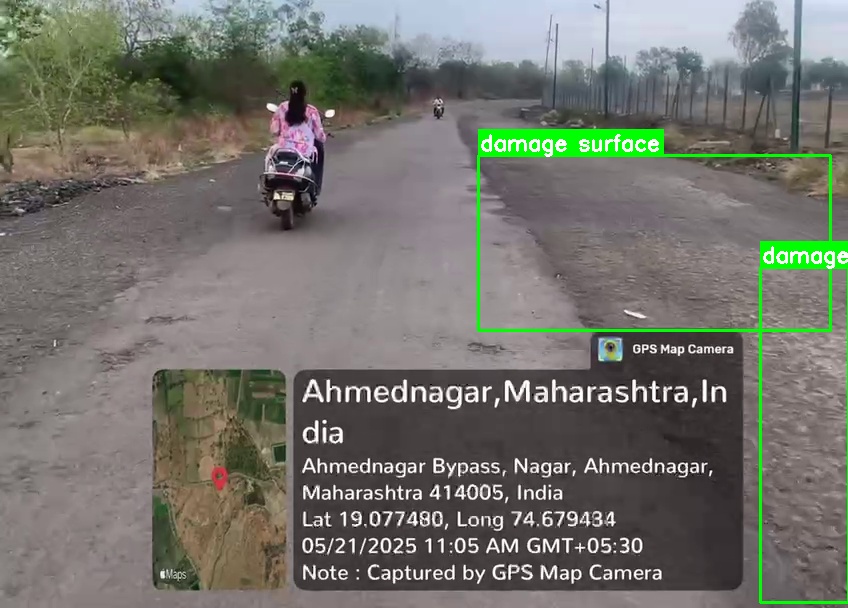 damage surface
damage
GPS Map Camera
Ahmednagar,Maharashtra,In
dia
Ahmednagar Bypass, Nagar, Ahmednagar,
Maharashtra 414005, India
Lat 19.077480, Long 74.679434
05/21/2025 11:05 AM GMT+05:30
Note : Captured by GPS Map Camera
Maps